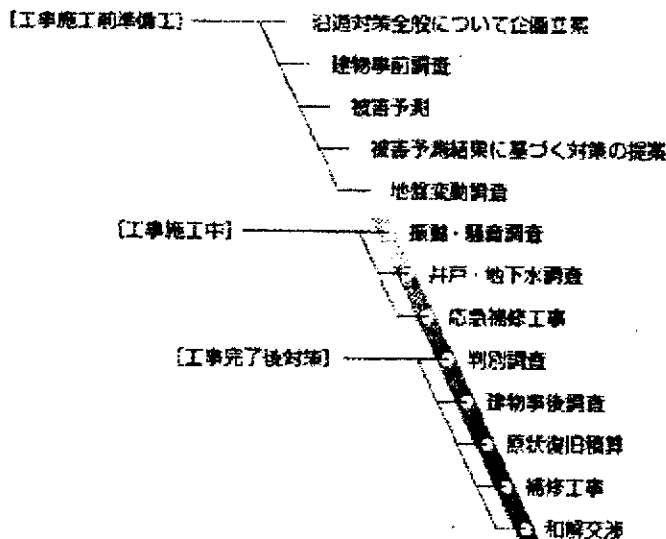 [工事施工前準備工] 沿道対策全般について企画立案
建物事前調査
被害予測
被害予測結果に基づく対策の提案
地盤変動調査
[工事施工中] 振動・騒音調査
井戸・地下水調査
応急補修工事
[工事完了後対策] 判別調査
建物事後調査
原状復旧積算
補修工事
和解交渉